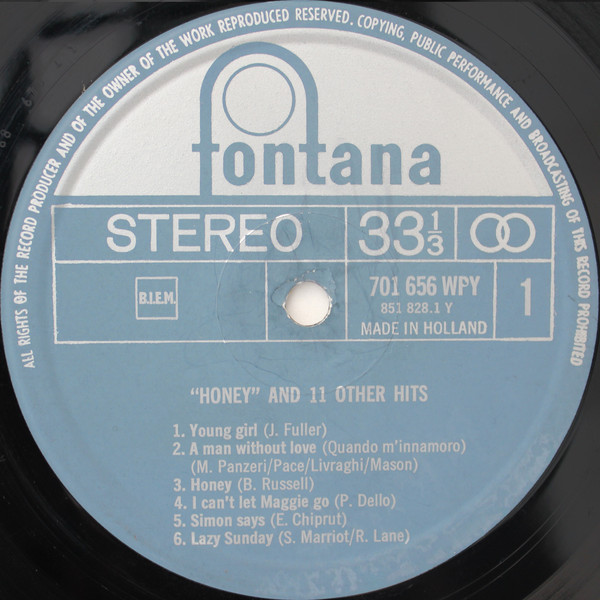 ALL RIGHTS OF THE RECORD PRODUCER AND OF THE OWNER OF THE WORK REPRODUCED RESERVED. COPYING, PUBLIC PERFORMANCE AND BROADCASTING OF THIS RECORD PROHIBITED
fontana
STEREO 33 1/3
B.I.E.M. 701 656 WPY 1
851 828.1 Y
MADE IN HOLLAND
"HONEY" AND 11 OTHER HITS
1. Young girl (J. Fuller)
2. A man without love (Quando m'innamoro)
(M. Panzeri/Pace/Livraghi/Mason)
3. Honey (B. Russell)
4. I can't let Maggie go (P. Dello)
5. Simon says (E. Chiprut)
6. Lazy Sunday (S. Marriot/R. Lane)